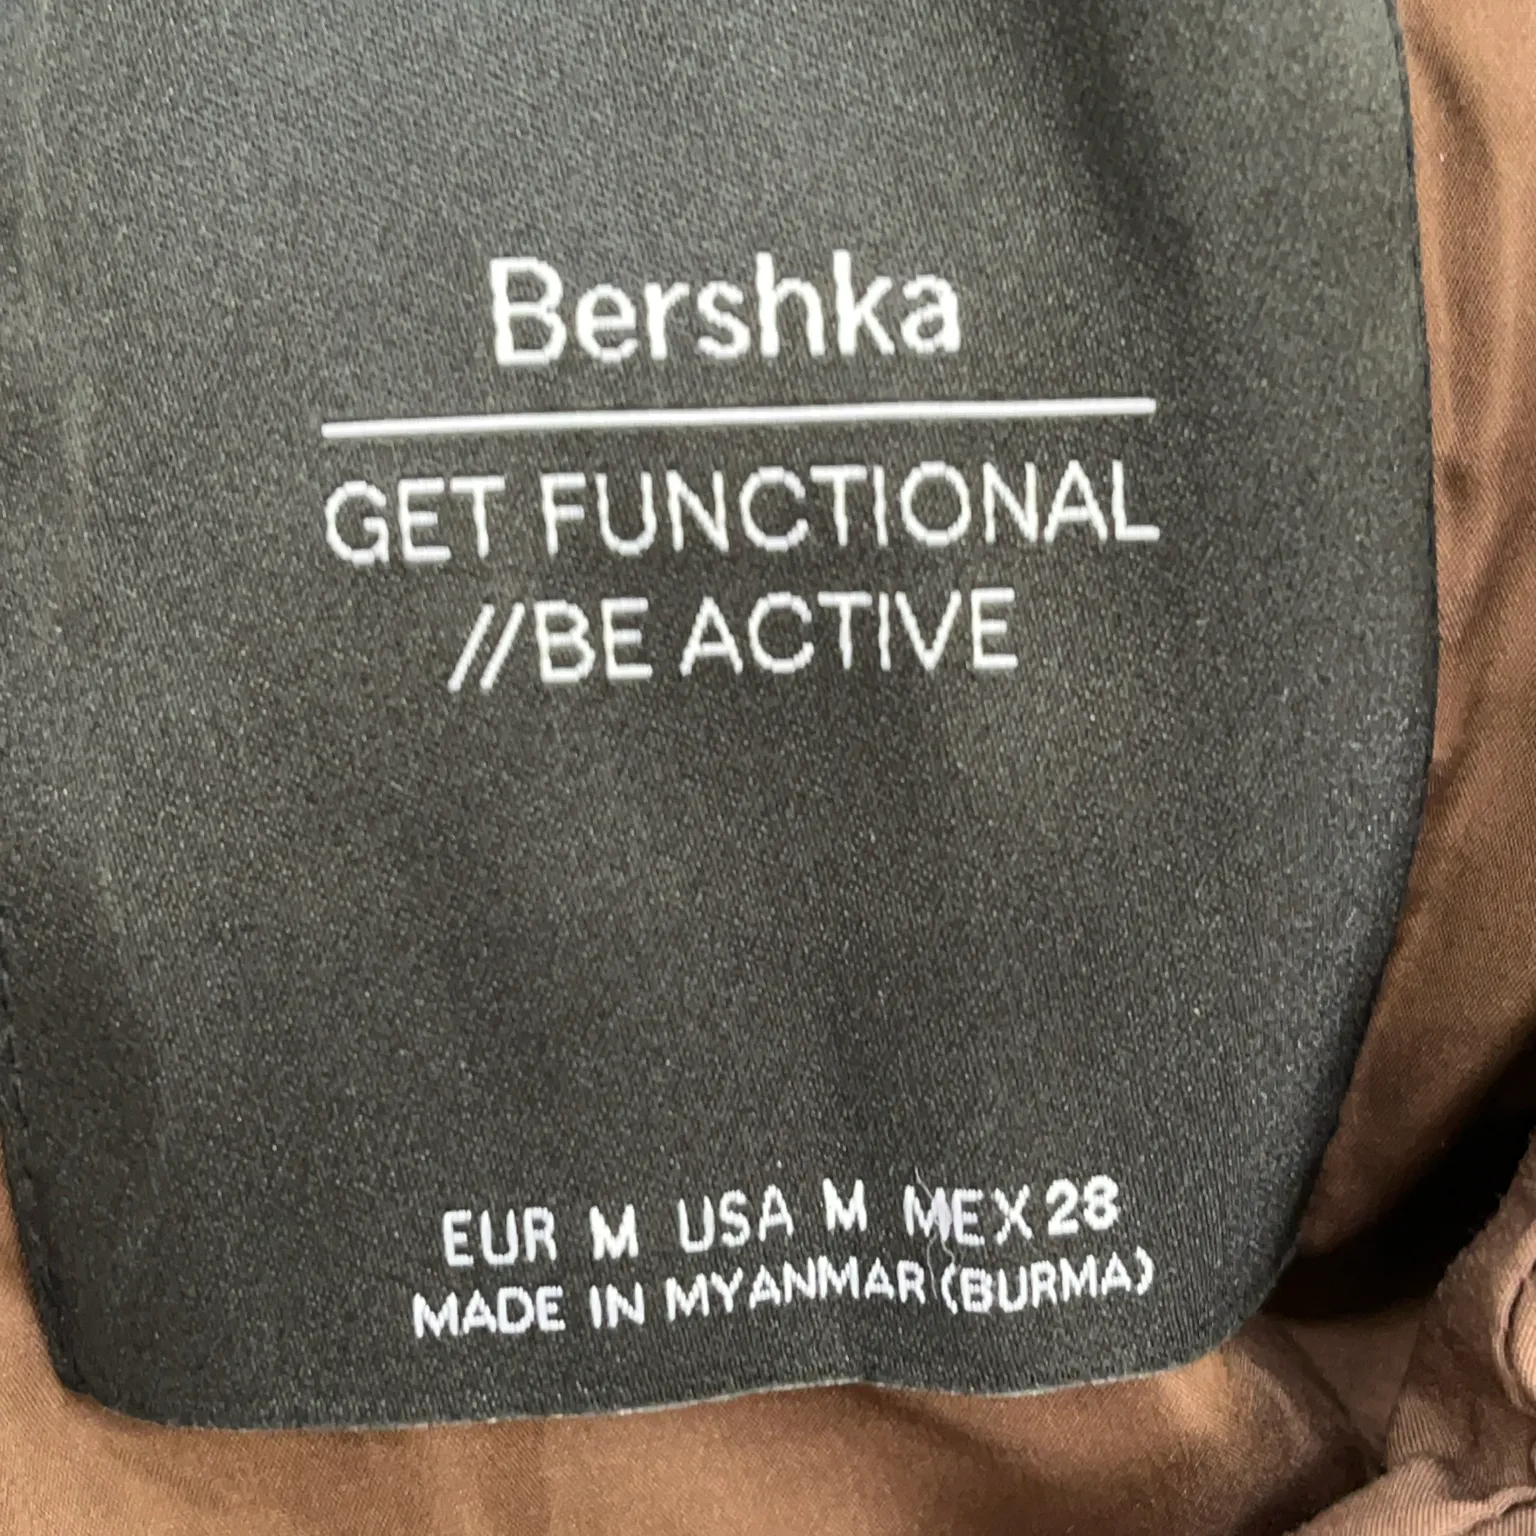 Bershka
GET FUNCTIONAL
//BE ACTIVE
EUR M USA M MEX 28
MADE IN MYANMAR (BURMA)